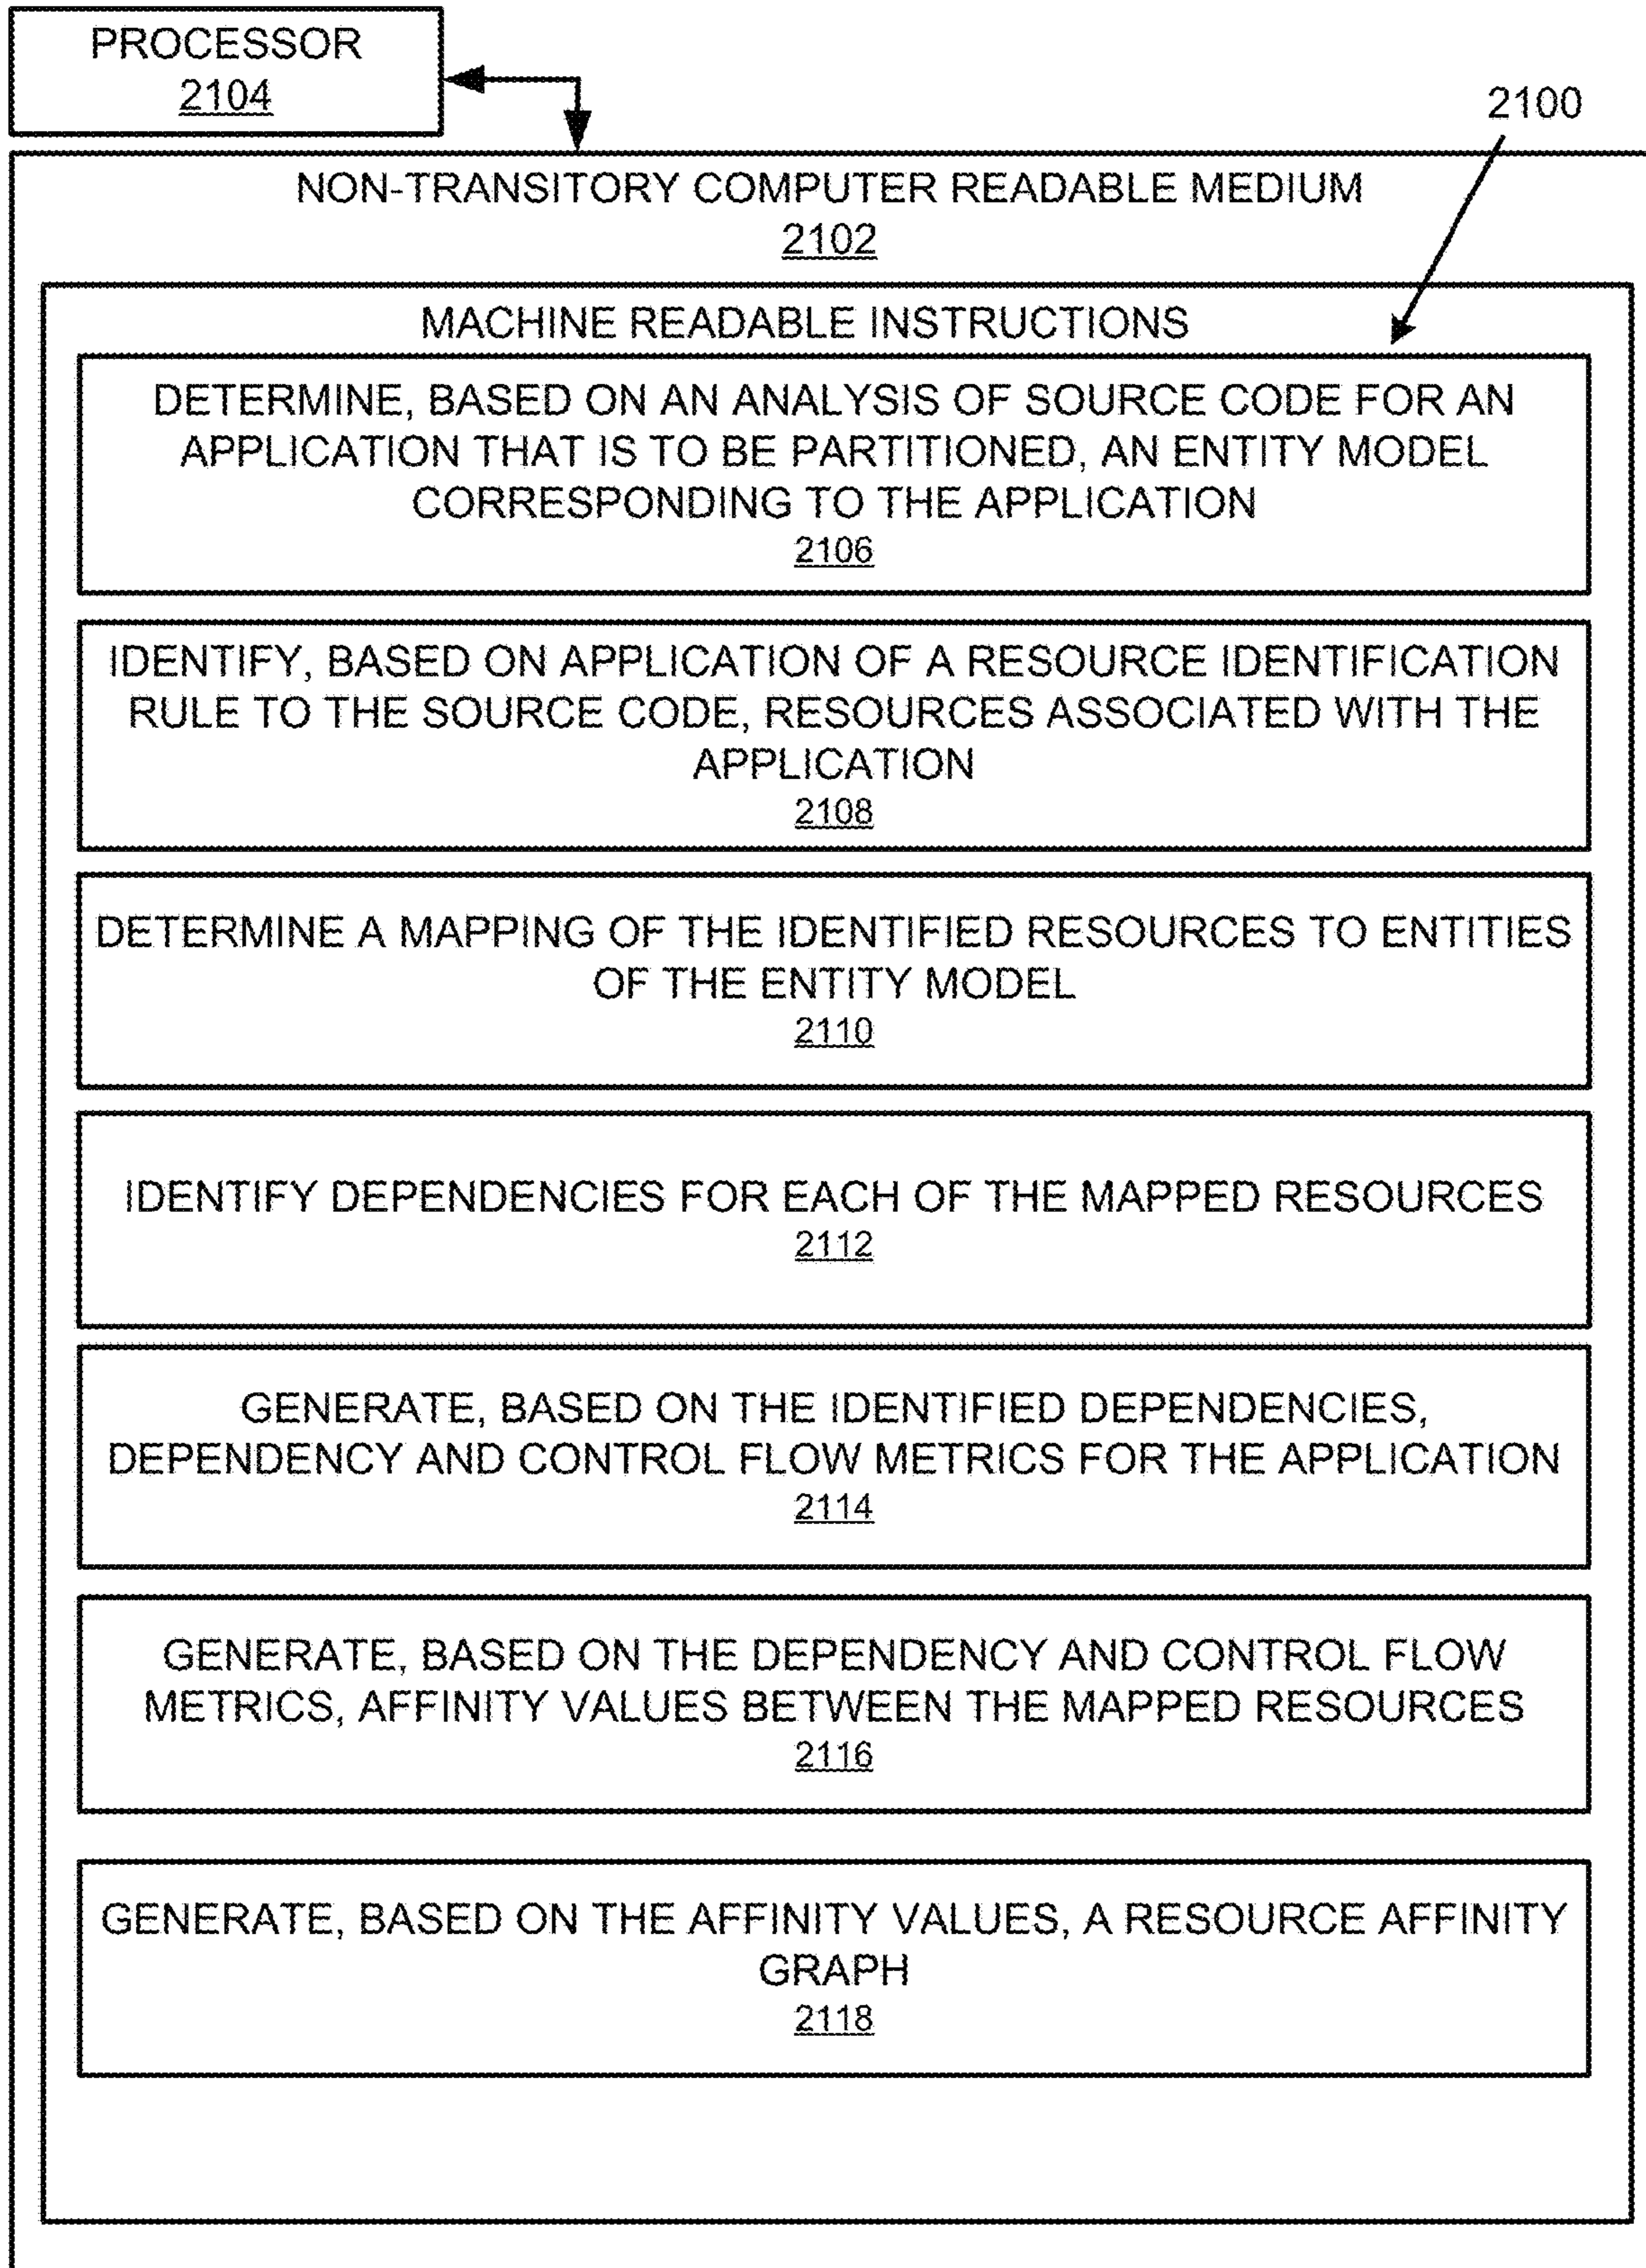 PROCESSOR
2104
2100
NON-TRANSITORY COMPUTER READABLE MEDIUM
2102
MACHINE READABLE INSTRUCTIONS
DETERMINE, BASED ON AN ANALYSIS OF SOURCE CODE FOR AN
APPLICATION THAT IS TO BE PARTITIONED, AN ENTITY MODEL
CORRESPONDING TO THE APPLICATION
2106
IDENTIFY, BASED ON APPLICATION OF A RESOURCE IDENTIFICATION
RULE TO THE SOURCE CODE, RESOURCES ASSOCIATED WITH THE
APPLICATION
2108
DETERMINE A MAPPING OF THE IDENTIFIED RESOURCES TO ENTITIES
OF THE ENTITY MODEL
2110
IDENTIFY DEPENDENCIES FOR EACH OF THE MAPPED RESOURCES
2112
GENERATE, BASED ON THE IDENTIFIED DEPENDENCIES,
DEPENDENCY AND CONTROL FLOW METRICS FOR THE APPLICATION
2114
GENERATE, BASED ON THE DEPENDENCY AND CONTROL FLOW
METRICS, AFFINITY VALUES BETWEEN THE MAPPED RESOURCES
2116
GENERATE, BASED ON THE AFFINITY VALUES, A RESOURCE AFFINITY
GRAPH
2118